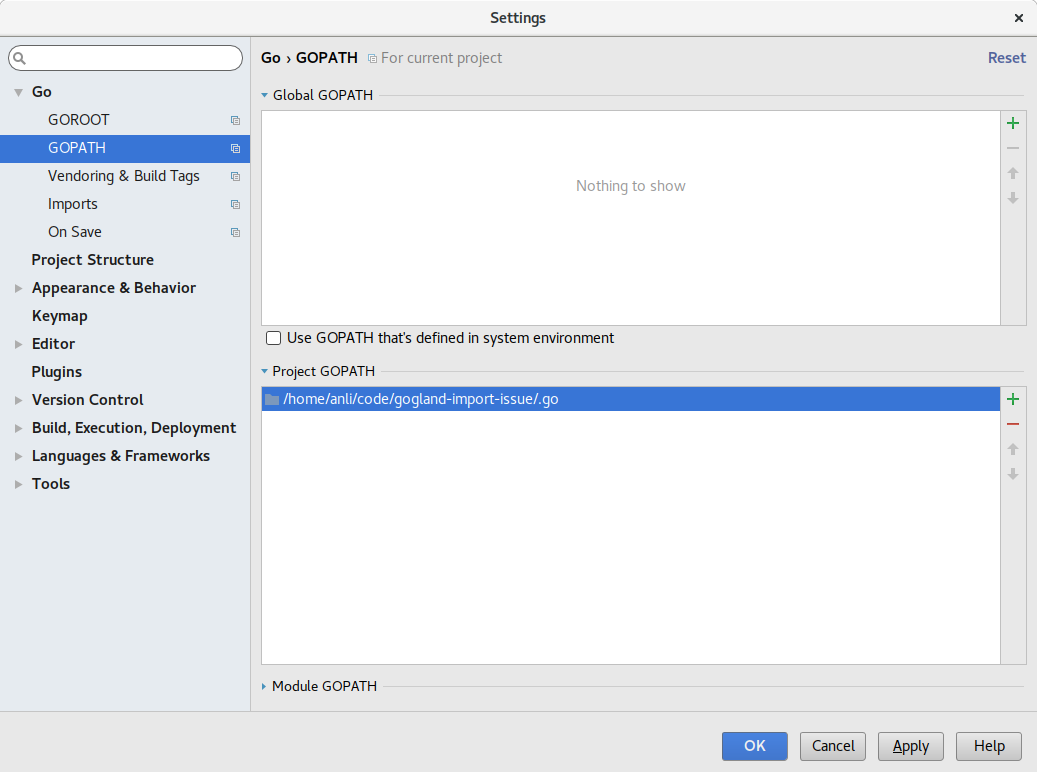 Settings
Go › GOPATH For current project
Reset
Go
GOROOT
GOPATH
Vendoring & Build Tags
Imports
On Save
Project Structure
Appearance & Behavior
Keymap
Editor
Plugins
Version Control
Build, Execution, Deployment
Languages & Frameworks
Tools
Global GOPATH
Nothing to show
Use GOPATH that's defined in system environment
Project GOPATH
/home/anli/code/gogland-import-issue/.go
Module GOPATH
OK
Cancel
Apply
Help